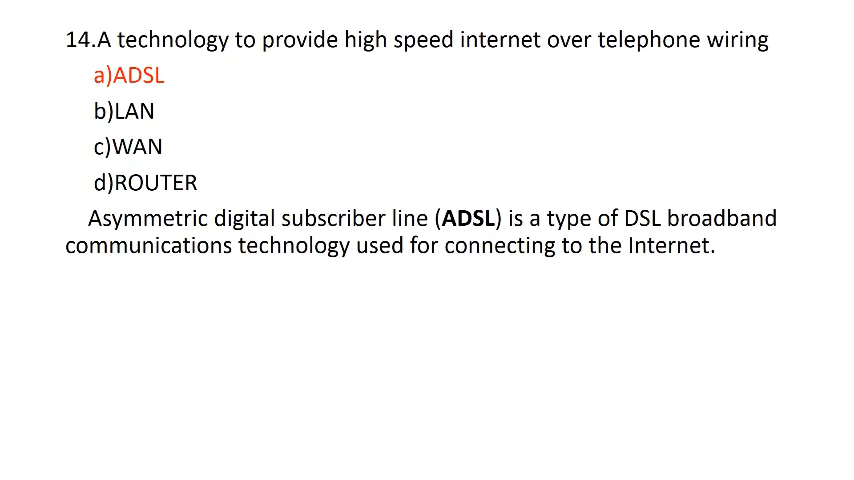 14.A technology to provide high speed internet over telephone wiring
a)ADSL
b)LAN
c)WAN
d)ROUTER
Asymmetric digital subscriber line (ADSL) is a type of DSL broadband
communications technology used for connecting to the Internet.